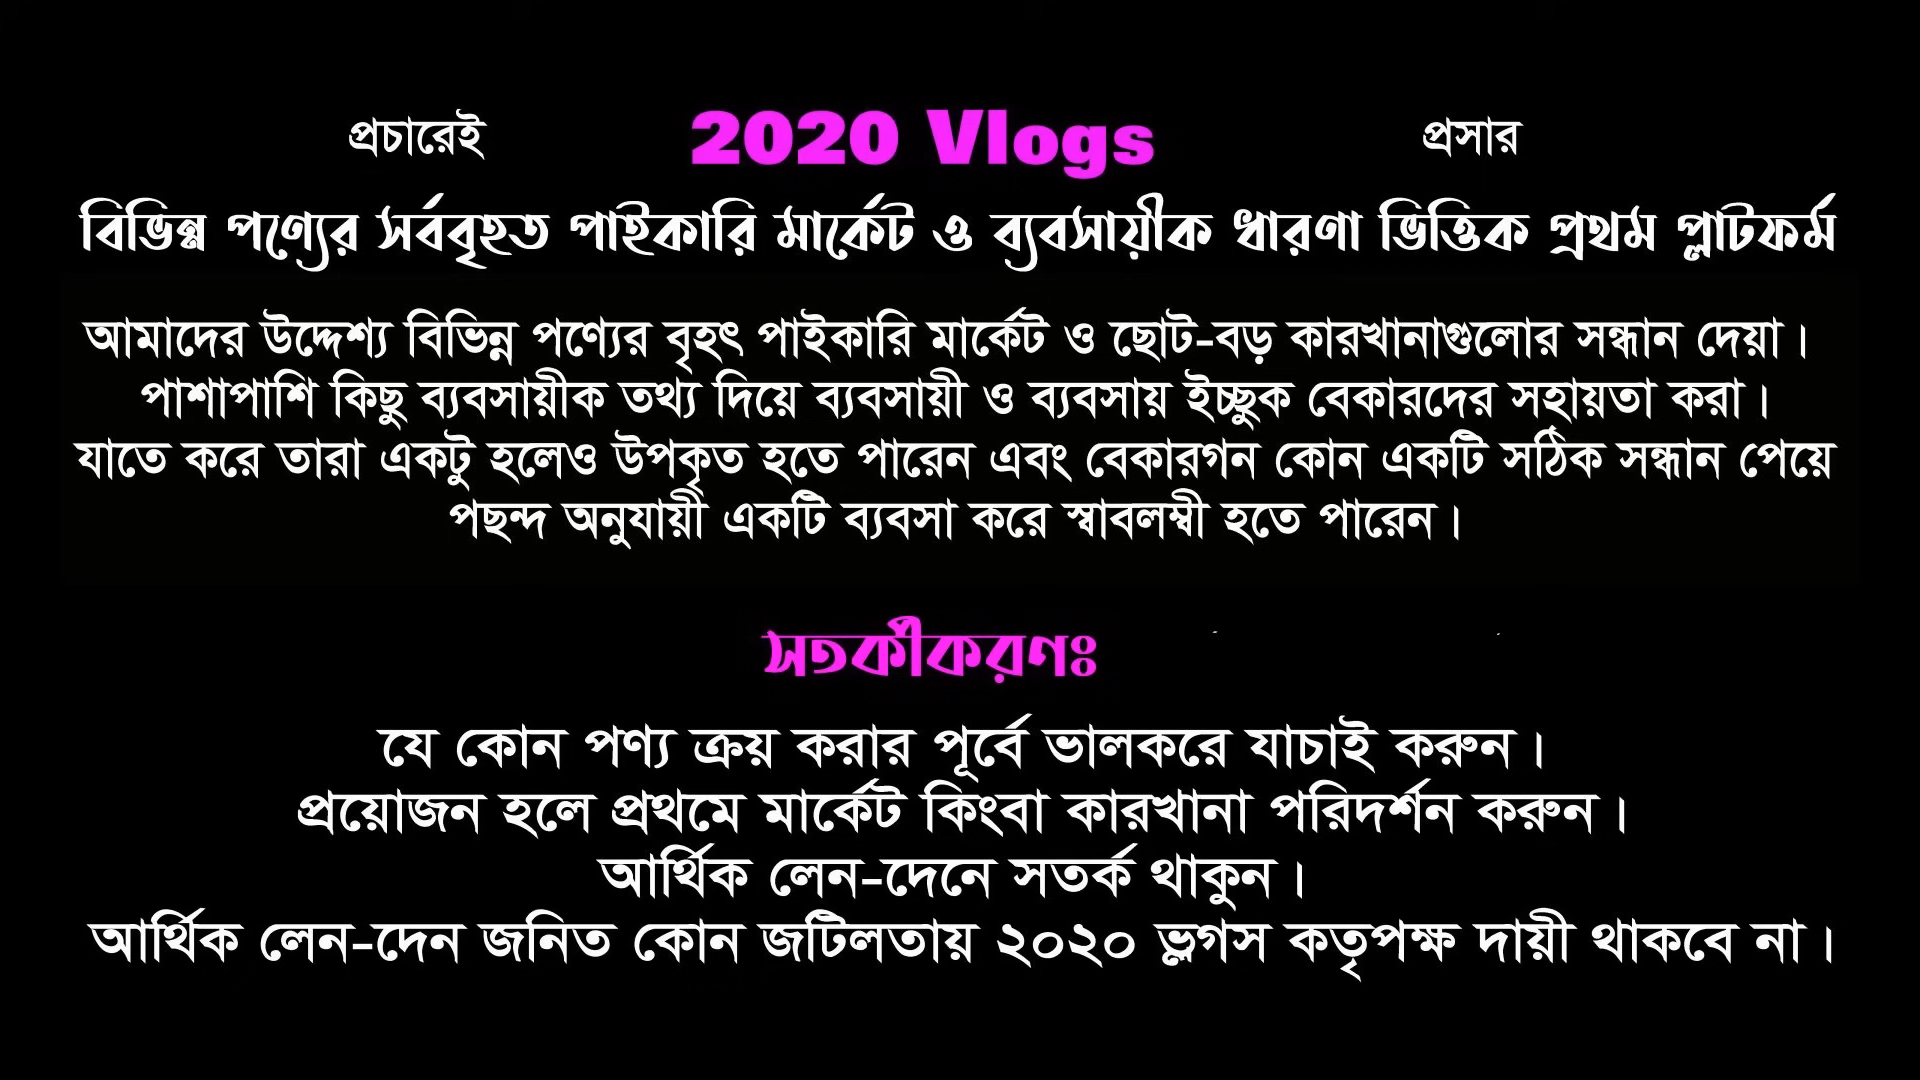 প্রচারেই 2020 Vlogs প্রসার
বিভিন্ন পণ্যের সর্ববৃহত পাইকারি মার্কেট ও ব্যবসায়ীক ধারণা ভিত্তিক প্রথম প্লাটফর্ম
আমাদের উদ্দেশ্য বিভিন্ন পণ্যের বৃহৎ পাইকারি মার্কেট ও ছোট-বড় কারখানাগুলোর সন্ধান দেয়া।
পাশাপাশি কিছু ব্যবসায়ীক তথ্য দিয়ে ব্যবসায়ী ও ব্যবসায় ইচ্ছুক বেকারদের সহায়তা করা।
যাতে করে তারা একটু হলেও উপকৃত হতে পারেন এবং বেকারগন কোন একটি সঠিক সন্ধান পেয়ে
পছন্দ অনুযায়ী একটি ব্যবসা করে স্বাবলম্বী হতে পারেন।
সতর্কীকরণঃ
যে কোন পণ্য ক্রয় করার পূর্বে ভালকরে যাচাই করুন।
প্রয়োজন হলে প্রথমে মার্কেট কিংবা কারখানা পরিদর্শন করুন।
আর্থিক লেন-দেনে সতর্ক থাকুন।
আর্থিক লেন-দেন জনিত কোন জটিলতায় ২০২০ ভ্লগস কতৃপক্ষ দায়ী থাকবে না।